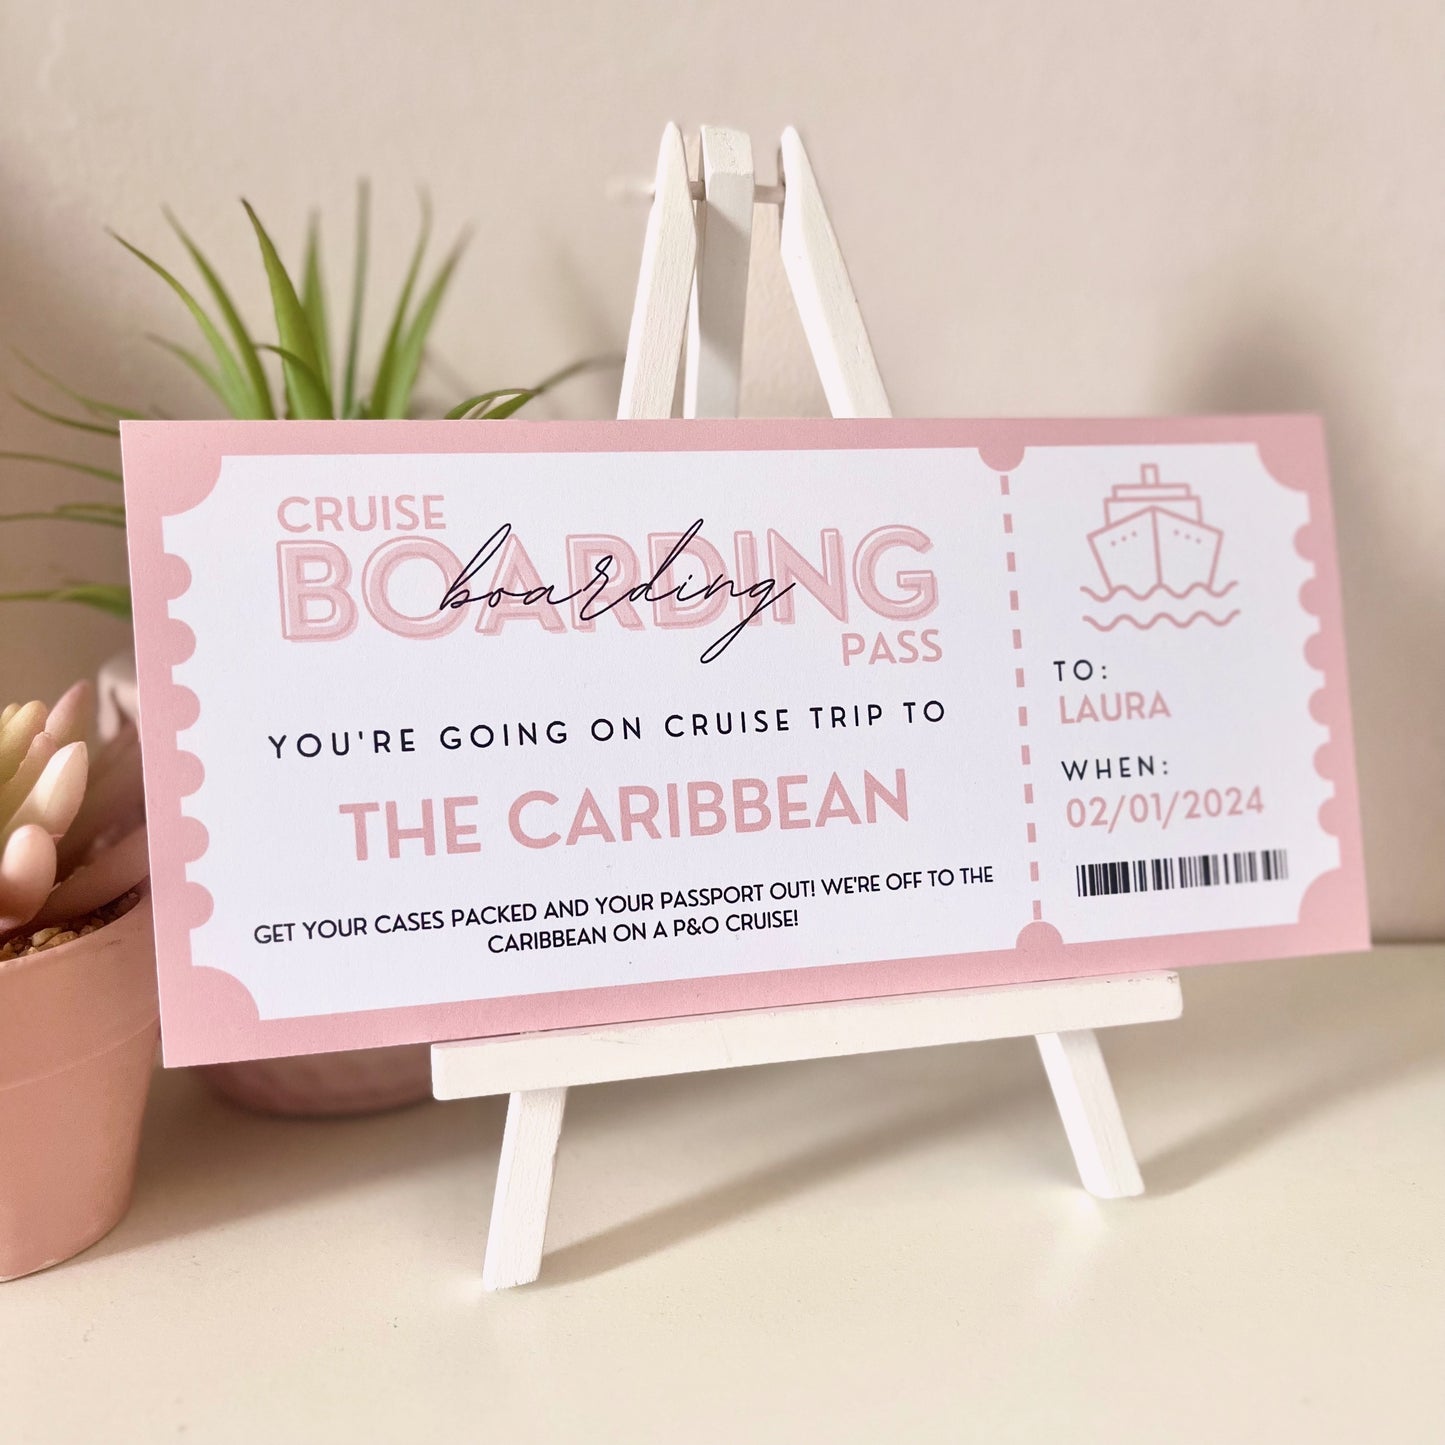 CRUISE
BOARDING
boarding
PASS
YOU'RE GOING ON CRUISE TRIP TO
THE CARIBBEAN
GET YOUR CASES PACKED AND YOUR PASSPORT OUT! WE'RE OFF TO THE
CARIBBEAN ON A P&O CRUISE!
TO:
LAURA
WHEN:
02/01/2024